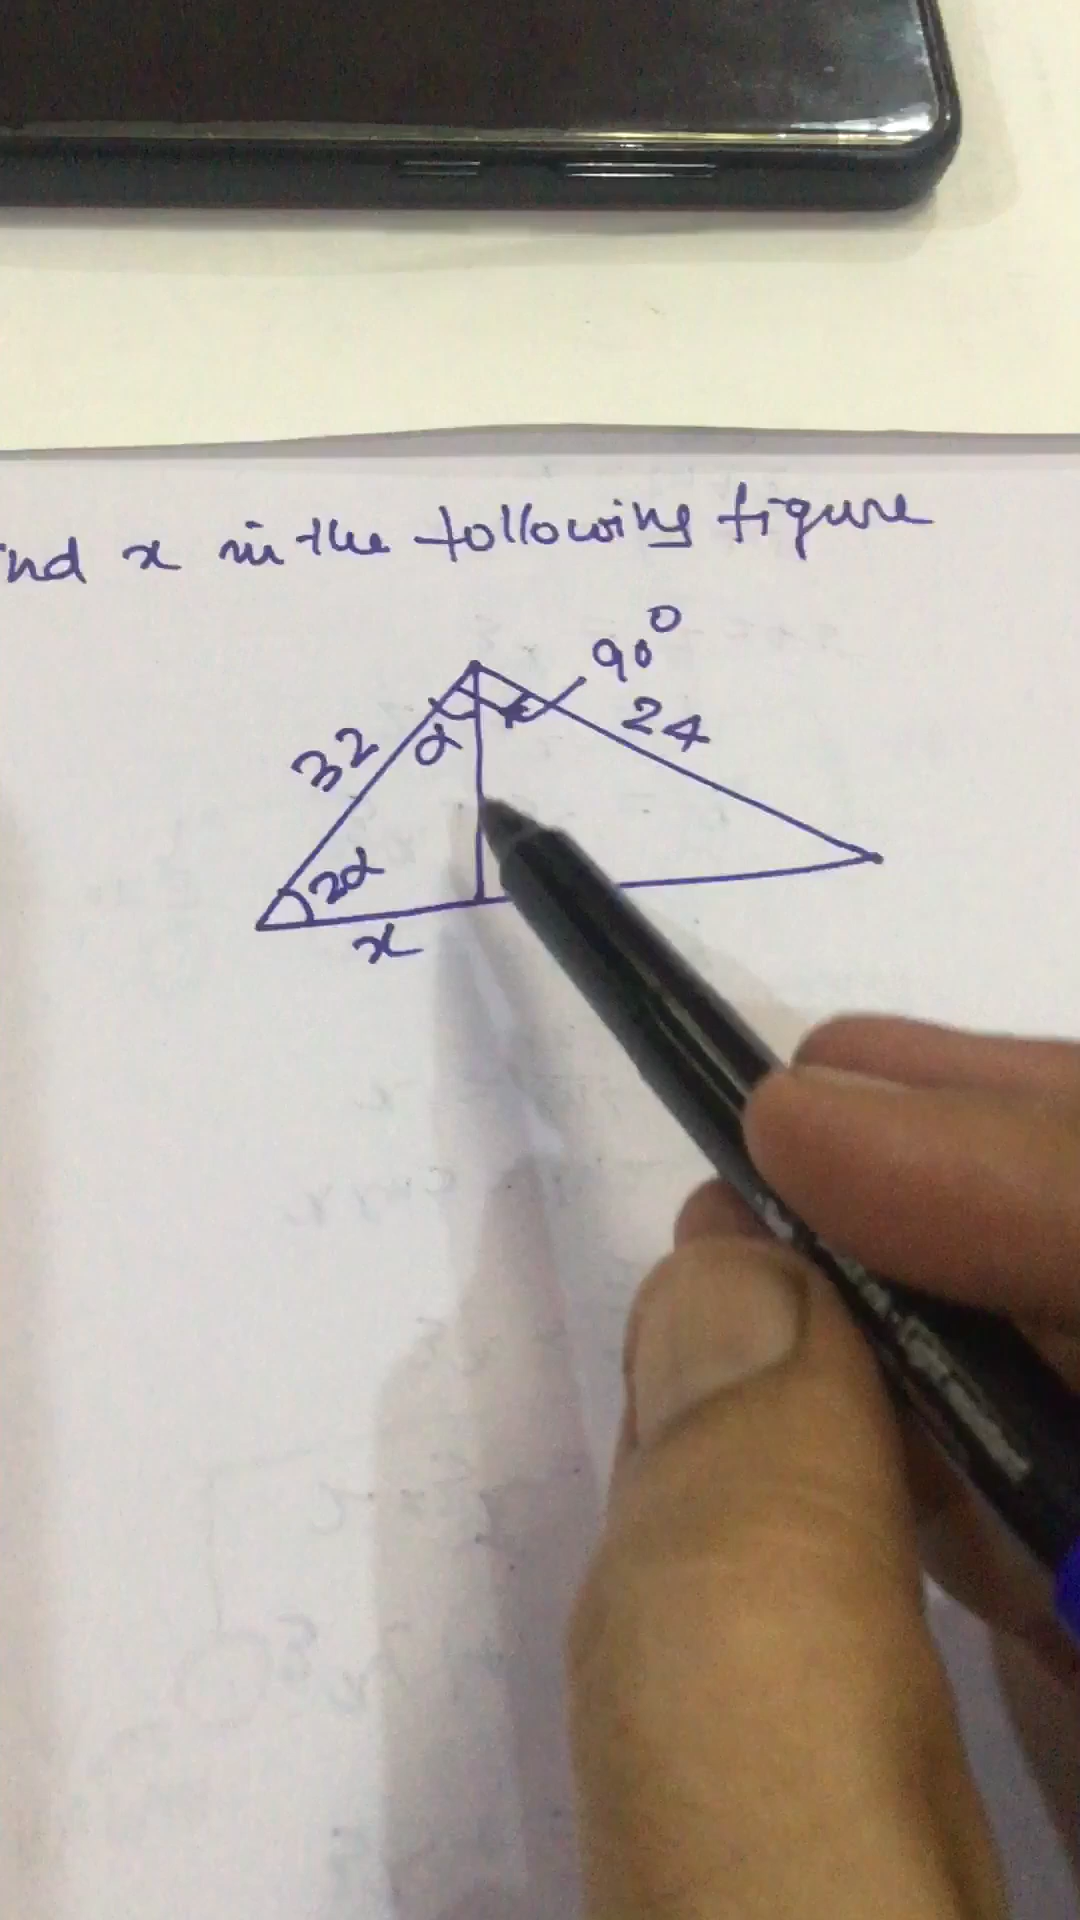 nd x in the following figure
90°
32
24
α
2α
x